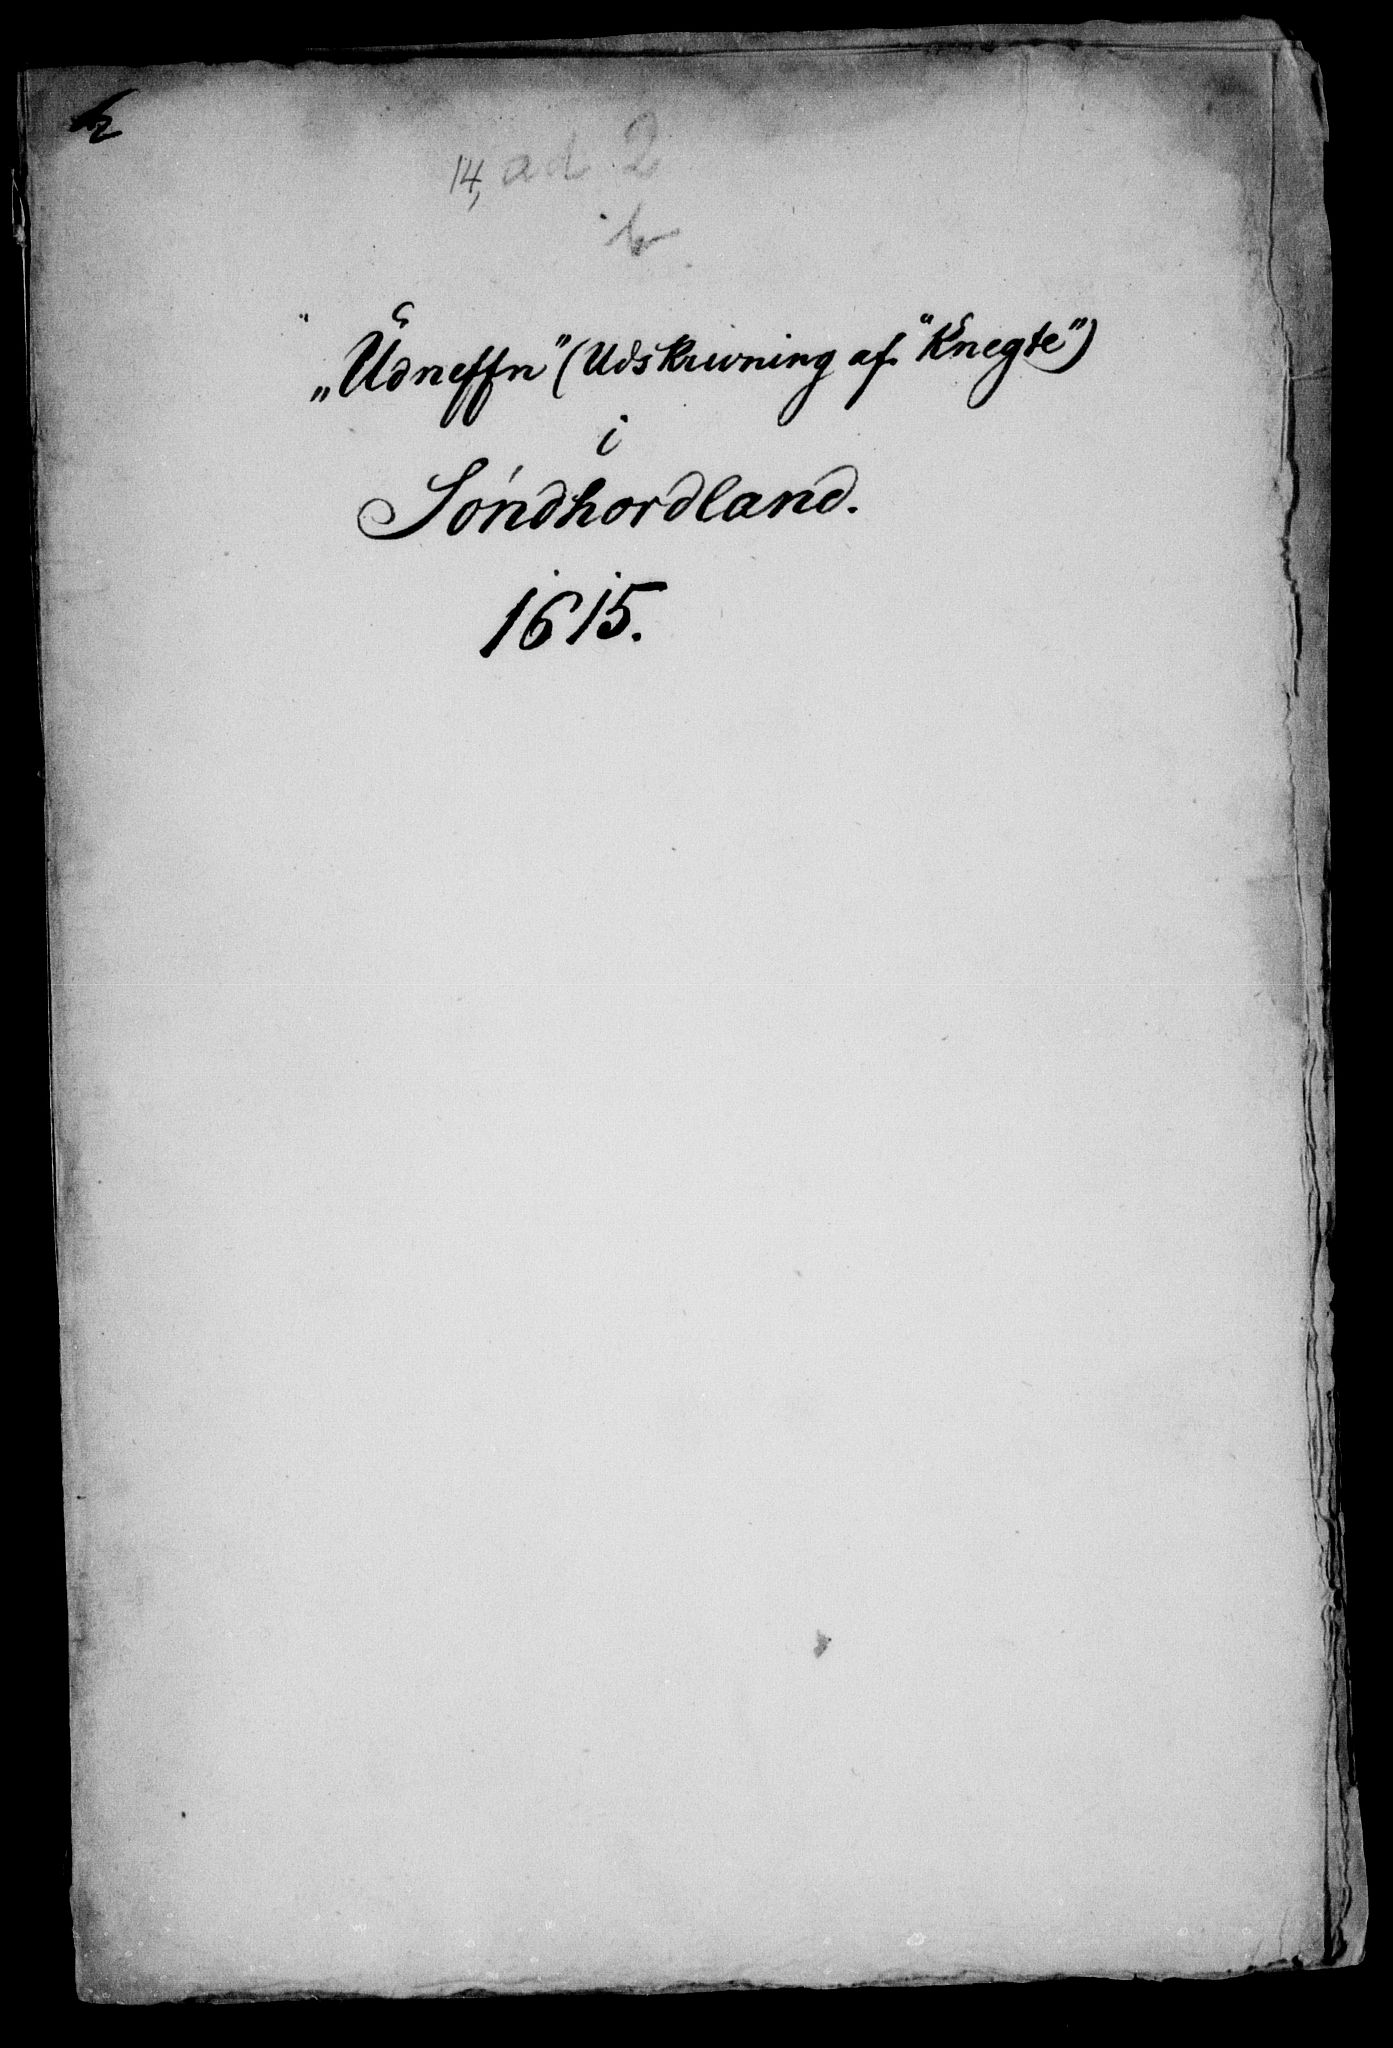 14, ad 2
b
„Udneffn" (Udskrivning af "Knegte")
i
Søndhordland.
1615.